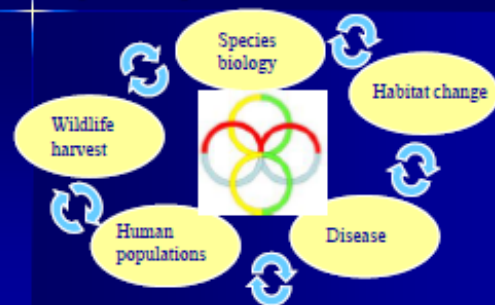 Species
biology
Habitat change
Wildlife
harvest
Human
populations
Disease